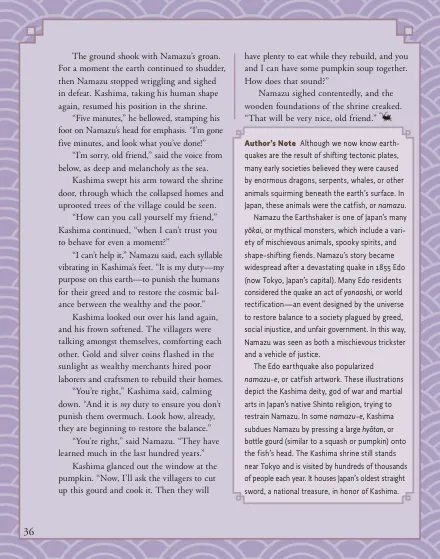 The ground shook with Namazu's groan.
For a moment the earth continued to shudder,
then Namazu stopped wriggling and sighed
in defeat. Kashima, taking his human shape
again, resumed his position in the shrine.
"Five minutes," he bellowed, stamping his
foot on Namazu's head for emphasis. "I'm gone
five minutes, and look what you've done!"
"I'm sorry, old friend," said the voice from
below, as deep and melancholy as the sea.
Kashima swept his arm toward the shrine
door, through which the collapsed homes and
uprooted trees of the village could be seen.
"How can you call yourself my friend,"
Kashima continued, "when I can't trust you
to behave for even a moment?"
"I can't help it," Namazu said, each syllable
vibrating in Kashima's feet. "It is my duty—my
purpose on this earth—to punish the humans
for their greed and to restore the cosmic bal-
ance between the wealthy and the poor."
Kashima looked out over his land again,
and his frown softened. The villagers were
talking amongst themselves, comforting each
other. Gold and silver coins flashed in the
sunlight as wealthy merchants hired poor
laborers and craftsmen to rebuild their homes.
"You're right," Kashima said, calming
down. "And it is my duty to ensure you don't
punish them overmuch. Look how, already,
they are beginning to restore the balance."
"You're right," said Namazu. "They have
learned much in the last hundred years."
Kashima glanced out the window at the
pumpkin. "Now, I'll ask the villagers to cut
up this gourd and cook it. Then they will
have plenty to eat while they rebuild, and you
and I can have some pumpkin soup together.
How does that sound?"
Namazu sighed contentedly, and the
wooden foundations of the shrine creaked.
"That will be very nice, old friend."
Author's Note Although we now know earth-
quakes are the result of shifting tectonic plates,
many early societies believed they were caused
by enormous dragons, serpents, whales, or other
animals squirming beneath the earth's surface. In
Japan, these animals were the catfish, or namazu.
Namazu the Earthshaker is one of Japan's many
yōkai, or mythical monsters, which include a vari-
ety of mischievous animals, spooky spirits, and
shape-shifting fiends. Namazu's story became
widespread after a devastating quake in 1855 Edo
(now Tokyo, Japan's capital). Many Edo residents
considered the quake an act of yonaoshi, or world
rectification—an event designed by the universe
to restore balance to a society plagued by greed,
social injustice, and unfair government. In this way,
Namazu was seen as both a mischievous trickster
and a vehicle of justice.
The Edo earthquake also popularized
namazu-e, or catfish artwork. These illustrations
depict the Kashima deity, god of war and martial
arts in Japan's native Shinto religion, trying to
restrain Namazu. In some namazu-e, Kashima
subdues Namazu by pressing a large hyōtan, or
bottle gourd (similar to a squash or pumpkin) onto
the fish's head. The Kashima shrine still stands
near Tokyo and is visited by hundreds of thousands
of people each year. It houses Japan's oldest straight
sword, a national treasure, in honor of Kashima.
36